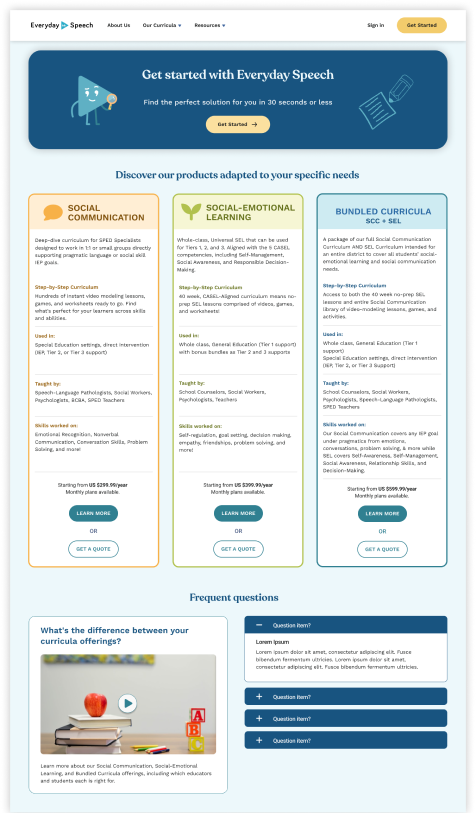 Everyday Speech
About Us
Our Curricula
Resources
Sign in
Get Started
Get started with Everyday Speech
Find the perfect solution for you in 30 seconds or less
Get Started
Discover our products adapted to your specific needs
SOCIAL
COMMUNICATION
Deep-dive curriculum for SPED Specialists
designed to work in 1:1 or small groups directly
supporting pragmatic language or social skill
IEP goals.
Step-by-Step Curriculum
Hundreds of instant video modeling lessons,
games, and worksheets ready to go. Find
what's perfect for your learners across skills
and abilities.
Used in:
Special Education settings, direct intervention
(IEP, Tier 2, or Tier 3 support)
Taught by:
Speech-Language Pathologists, Social Workers,
Psychologists, BCBA, SPED Teachers
Skills worked on:
Emotional Recognition, Nonverbal
Communication, Conversation Skills, Problem
Solving, and more!
Starting from US $299.99/year
Monthly plans available.
LEARN MORE
OR
GET A QUOTE
SOCIAL-EMOTIONAL
LEARNING
Whole-class, Universal SEL that can be used
for Tiers 1, 2, and 3. Aligned with the 5 CASEL
competencies, including Self-Management,
Social Awareness, and Responsible Decision-
Making.
Step-by-Step Curriculum
40 week, CASEL-Aligned curriculum means no-
prep SEL lessons comprised of videos, games,
and worksheets!
Used in:
Whole class, General Education (Tier 1 support)
with bonus bundles as Tier 2 and 3 supports
Taught by:
School Counselors, Social Workers,
Psychologists, Teachers
Skills worked on:
Self-regulation, goal setting, decision making,
empathy, friendships, problem solving, and
more!
Starting from US $399.99/year
Monthly plans available.
LEARN MORE
OR
GET A QUOTE
BUNDLED CURRICULA
SCC + SEL
A package of our full Social Communication
Curriculum AND SEL Curriculum intended for
an entire district to cover all students' social-
emotional learning and social communication
needs.
Step-by-Step Curriculum
Access to both the 40 week no-prep SEL
lessons and entire Social Communication
library of video-modeling lessons, games, and
activities.
Used in:
Whole class, General Education (Tier 1
support)
Special Education settings, direct intervention
(IEP, Tier 2, or Tier 3 Support)
Taught by:
School Counselors, Social Workers,
Psychologists, Speech-Language Pathologists,
SPED Teachers
Skills worked on:
Our Social Communication covers any IEP goal
under pragmatics from emotions,
conversations, problem solving, & more while
SEL covers Self-Awareness, Self-Management,
Social Awareness, Relationship Skills, and
Decision-Making.
Starting from US $599.99/year
Monthly plans available.
LEARN MORE
OR
GET A QUOTE
Frequent questions
What's the difference between your
curricula offerings?
A
B
C
Learn more about our Social Communication, Social-Emotional
Learning, and Bundled Curricula offerings, including which educators
and students each is right for.
Question item?
Lorem Ipsum
Lorem ipsum dolor sit amet, consectetur adipiscing elit. Fusce
bibendum fermentum ultricies. Lorem ipsum dolor sit amet,
consectetur adipiscing elit. Fusce bibendum fermentum ultricies.
Question item?
Question item?
Question item?